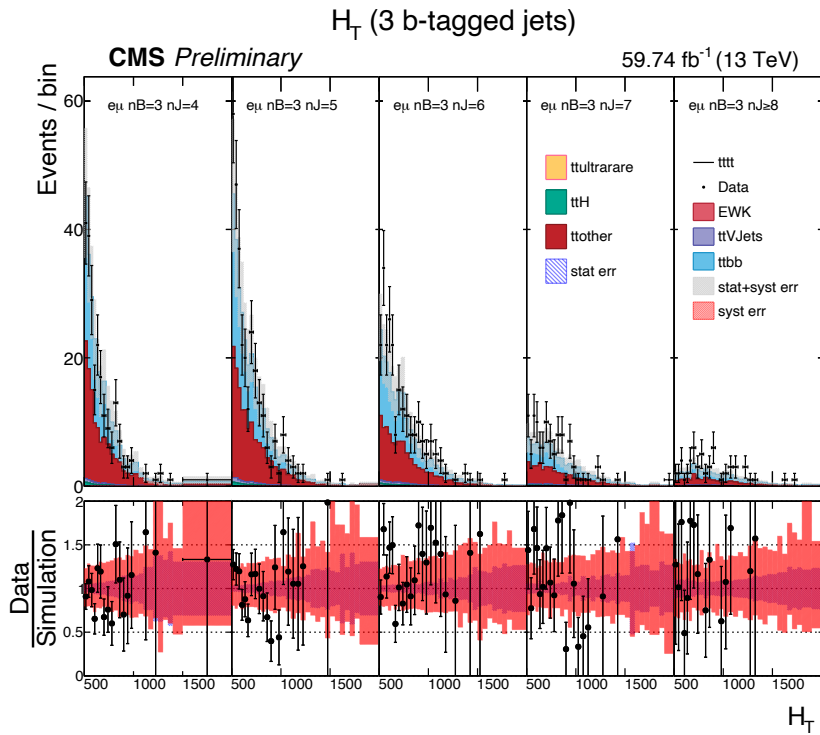 H_T (3 b-tagged jets)
CMS Preliminary 59.74 fb⁻¹ (13 TeV)
Events / bin
60
40
20
0
eμ nB=3 nJ=4 eμ nB=3 nJ=5 eμ nB=3 nJ=6 eμ nB=3 nJ=7 eμ nB=3 nJ≥8
ttultrarare
ttH
ttother
stat err
tttt
Data
EWK
ttVJets
ttbb
stat+syst err
syst err
Data
Simulation
2
1.5
1
0.5
0
500 1000 1500 500 1000 1500 500 1000 1500 500 1000 1500 500 1000 1500
H_T